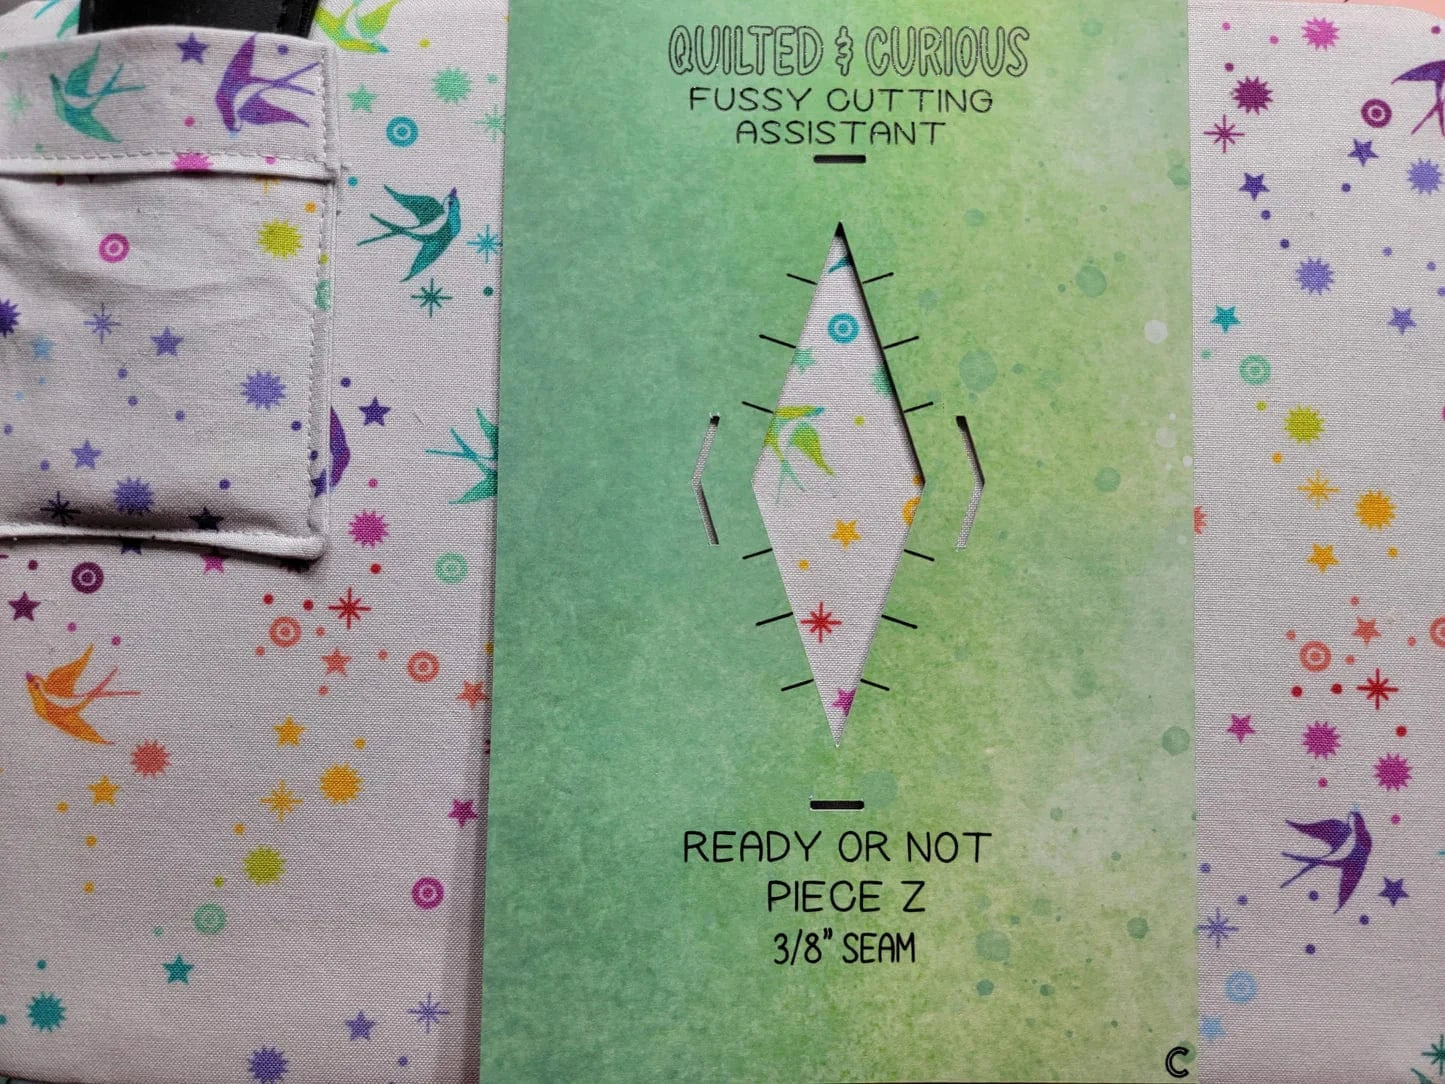 QUILTED & CURIOUS
FUSSY CUTTING
ASSISTANT
READY OR NOT
PIECE Z
3/8" SEAM
C